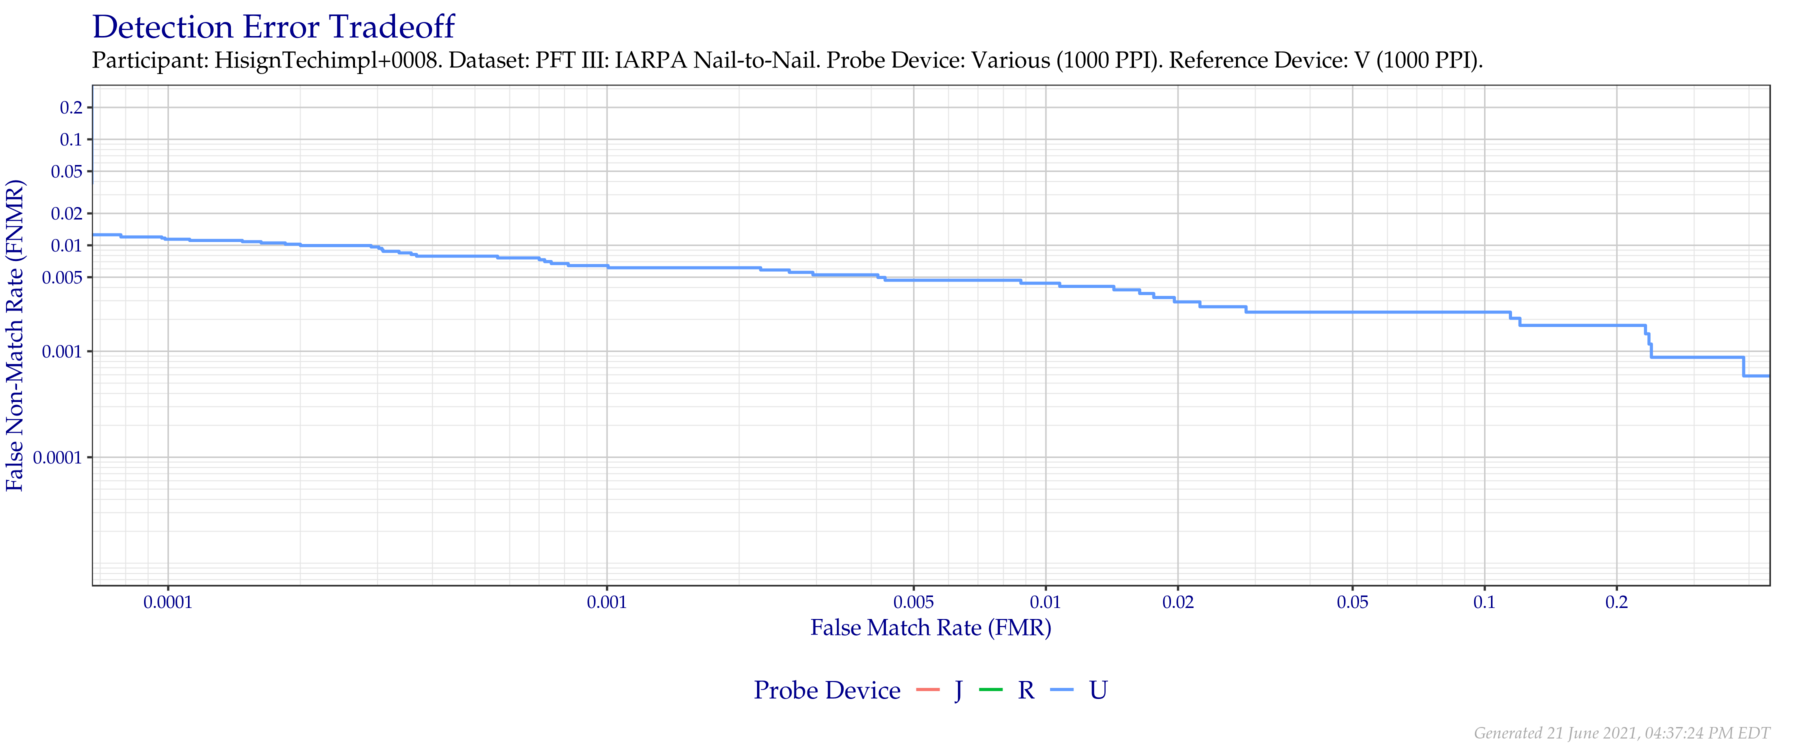 Detection Error Tradeoff
Participant: HisignTechimpl+0008. Dataset: PFT III: IARPA Nail-to-Nail. Probe Device: Various (1000 PPI). Reference Device: V (1000 PPI).
False Non-Match Rate (FNMR)
0.2
0.1
0.05
0.02
0.01
0.005
0.001
0.0001
0.0001 0.001 0.005 0.01 0.02 0.05 0.1 0.2
False Match Rate (FMR)
Probe Device J R U
Generated 21 June 2021, 04:37:24 PM EDT